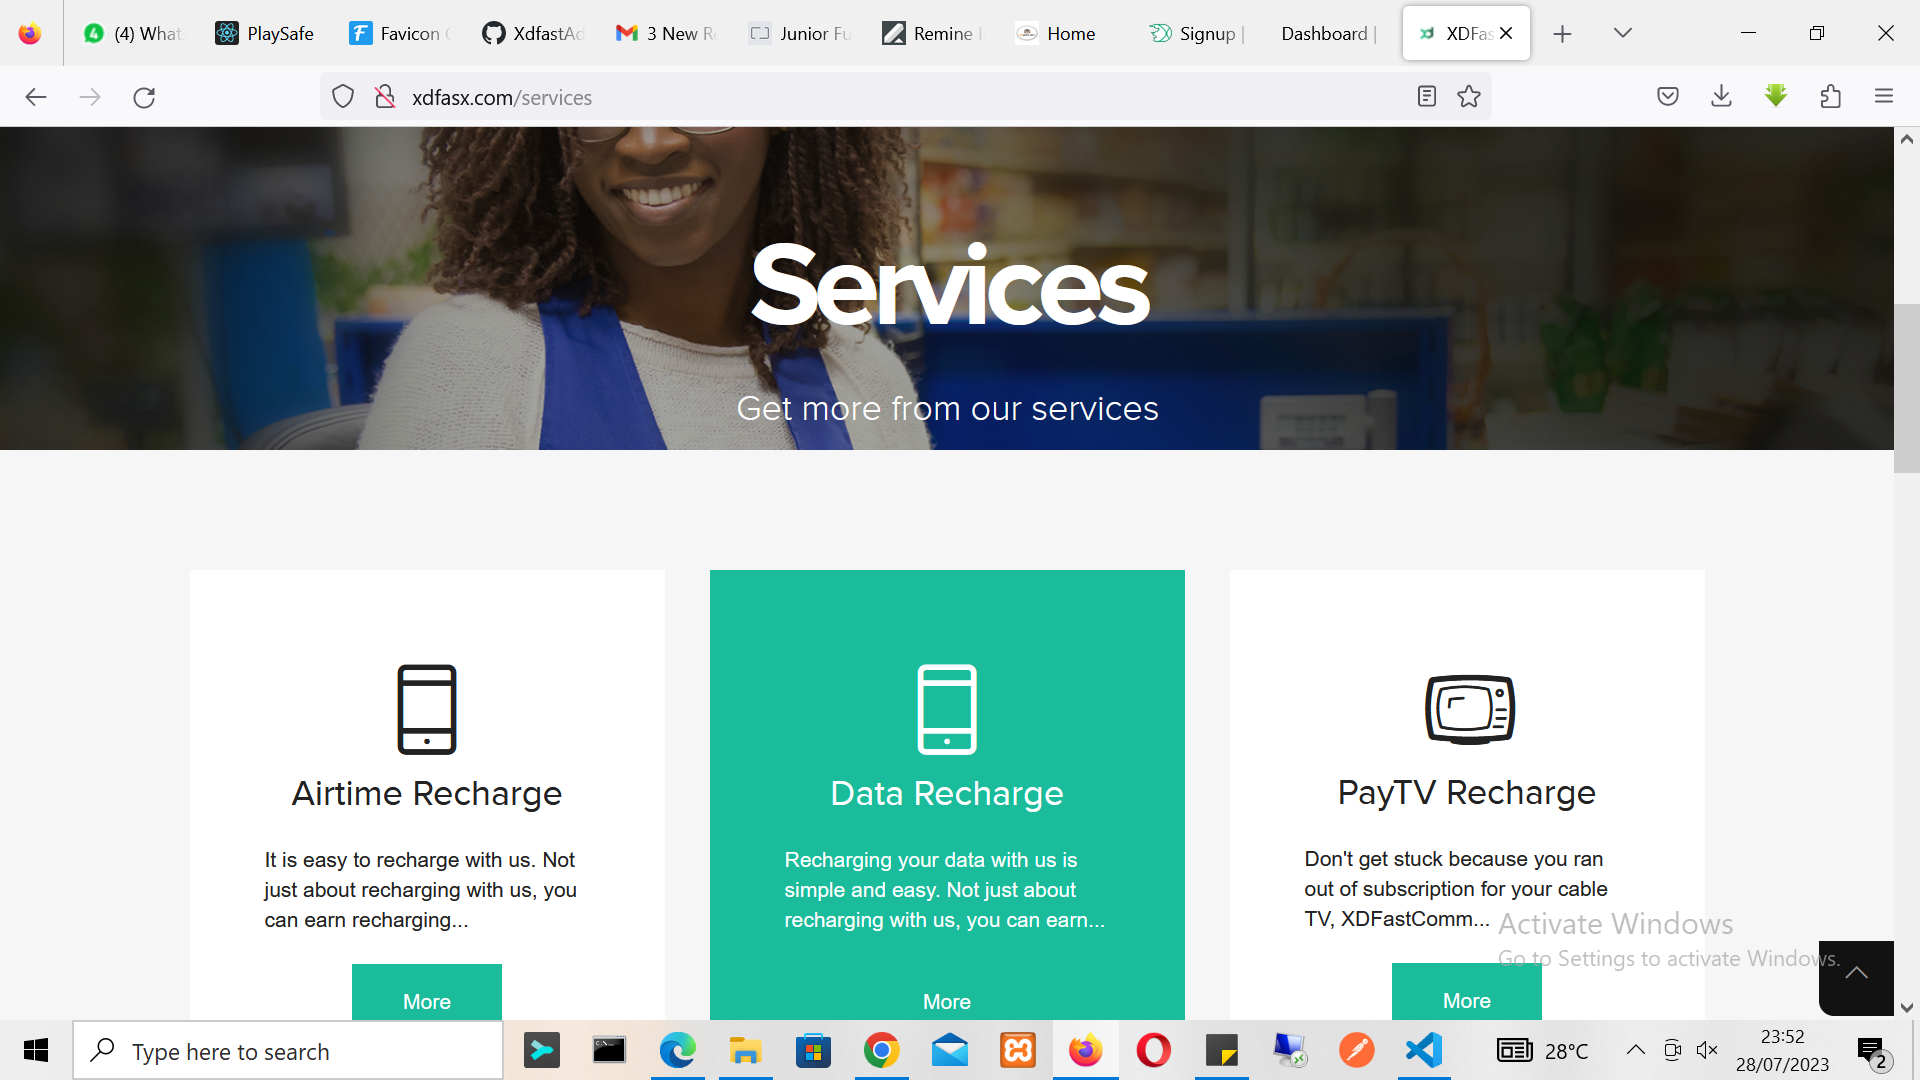 (4) What
PlaySafe
Favicon
XdfastAd
3 New Re
Junior Fu
Remine
Home
Signup |
Dashboard |
XDFas
xdfasx.com/services
Services
Get more from our services
Airtime Recharge
It is easy to recharge with us. Not
just about recharging with us, you
can earn recharging...
More
Data Recharge
Recharging your data with us is
simple and easy. Not just about
recharging with us, you can earn...
More
PayTV Recharge
Don't get stuck because you ran
out of subscription for your cable
TV, XDFastComm...
More
Activate Windows
Go to Settings to activate Windows.
Type here to search
28°C
23:52
28/07/2023
2